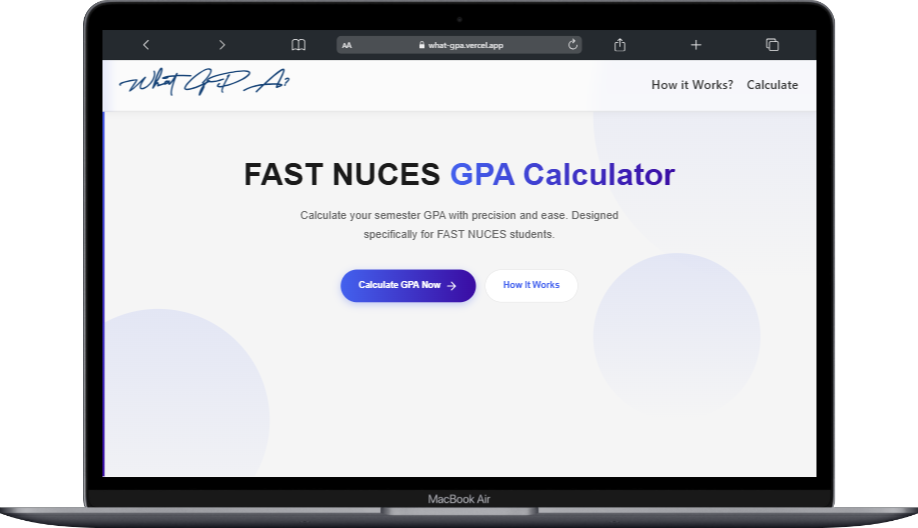 AA what-gpa.vercel.app
What GPA? How it Works? Calculate
FAST NUCES GPA Calculator
Calculate your semester GPA with precision and ease. Designed
specifically for FAST NUCES students.
Calculate GPA Now → How It Works
MacBook Air